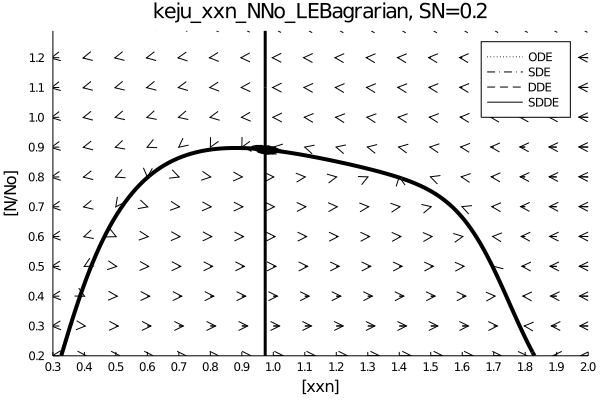 keju_xxn_NNo_LEBagrarian, SN=0.2
ODE
SDE
DDE
SDDE
[N/No]
1.2
1.1
1.0
0.9
0.8
0.7
0.6
0.5
0.4
0.3
0.2
0.3 0.4 0.5 0.6 0.7 0.8 0.9 1.0 1.1 1.2 1.3 1.4 1.5 1.6 1.7 1.8 1.9 2.0
[xxn]